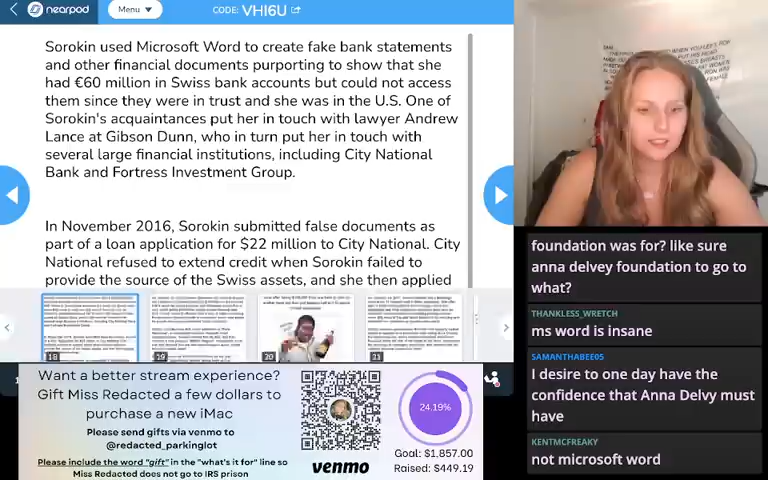 nearpod
Menu
CODE: VHI6U
Sorokin used Microsoft Word to create fake bank statements
and other financial documents purporting to show that she
had €60 million in Swiss bank accounts but could not access
them since they were in trust and she was in the U.S. One of
Sorokin's acquaintances put her in touch with lawyer Andrew
Lance at Gibson Dunn, who in turn put her in touch with
several large financial institutions, including City National
Bank and Fortress Investment Group.
In November 2016, Sorokin submitted false documents as
part of a loan application for $22 million to City National. City
National refused to extend credit when Sorokin failed to
provide the source of the Swiss assets, and she then applied
18
19
20
21
Want a better stream experience?
Gift Miss Redacted a few dollars to
purchase a new iMac
Please send gifts via venmo to
@redacted_parkinglot
Please include the word "gift" in the "what's it for" line so
Miss Redacted does not go to IRS prison
venmo
24.19%
Goal: $1,857.00
Raised: $449.19
foundation was for? like sure
anna delvey foundation to go to
what?
THANKLESS_WRETCH
ms word is insane
SAMANTHABEE05
I desire to one day have the
confidence that Anna Delvy must
have
KENTMCFREAKY
not microsoft word